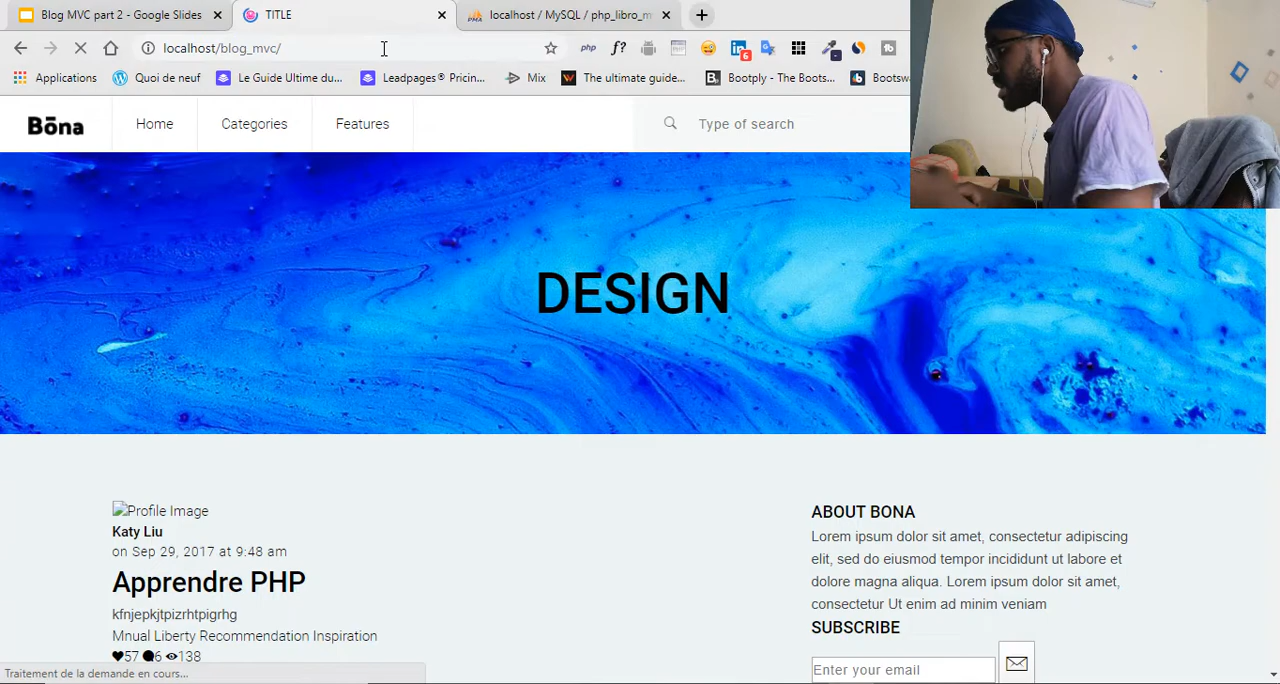 Blog MVC part 2 - Google Slides
TITLE
localhost / MySQL / php_libro_m
localhost/blog_mvc/
php
f?
6
Applications
Quoi de neuf
Le Guide Ultime du...
Leadpages® Pricin...
Mix
The ultimate guide...
Bootply - The Boots...
Bootsw
Bōna
Home
Categories
Features
Type of search
DESIGN
Profile Image
Katy Liu
on Sep 29, 2017 at 9:48 am
Apprendre PHP
kfnjepkjtpizrhtpigrhg
Mnual Liberty Recommendation Inspiration
57 6 138
ABOUT BONA
Lorem ipsum dolor sit amet, consectetur adipiscing
elit, sed do eiusmod tempor incididunt ut labore et
dolore magna aliqua. Lorem ipsum dolor sit amet,
consectetur Ut enim ad minim veniam
SUBSCRIBE
Enter your email
Traitement de la demande en cours...